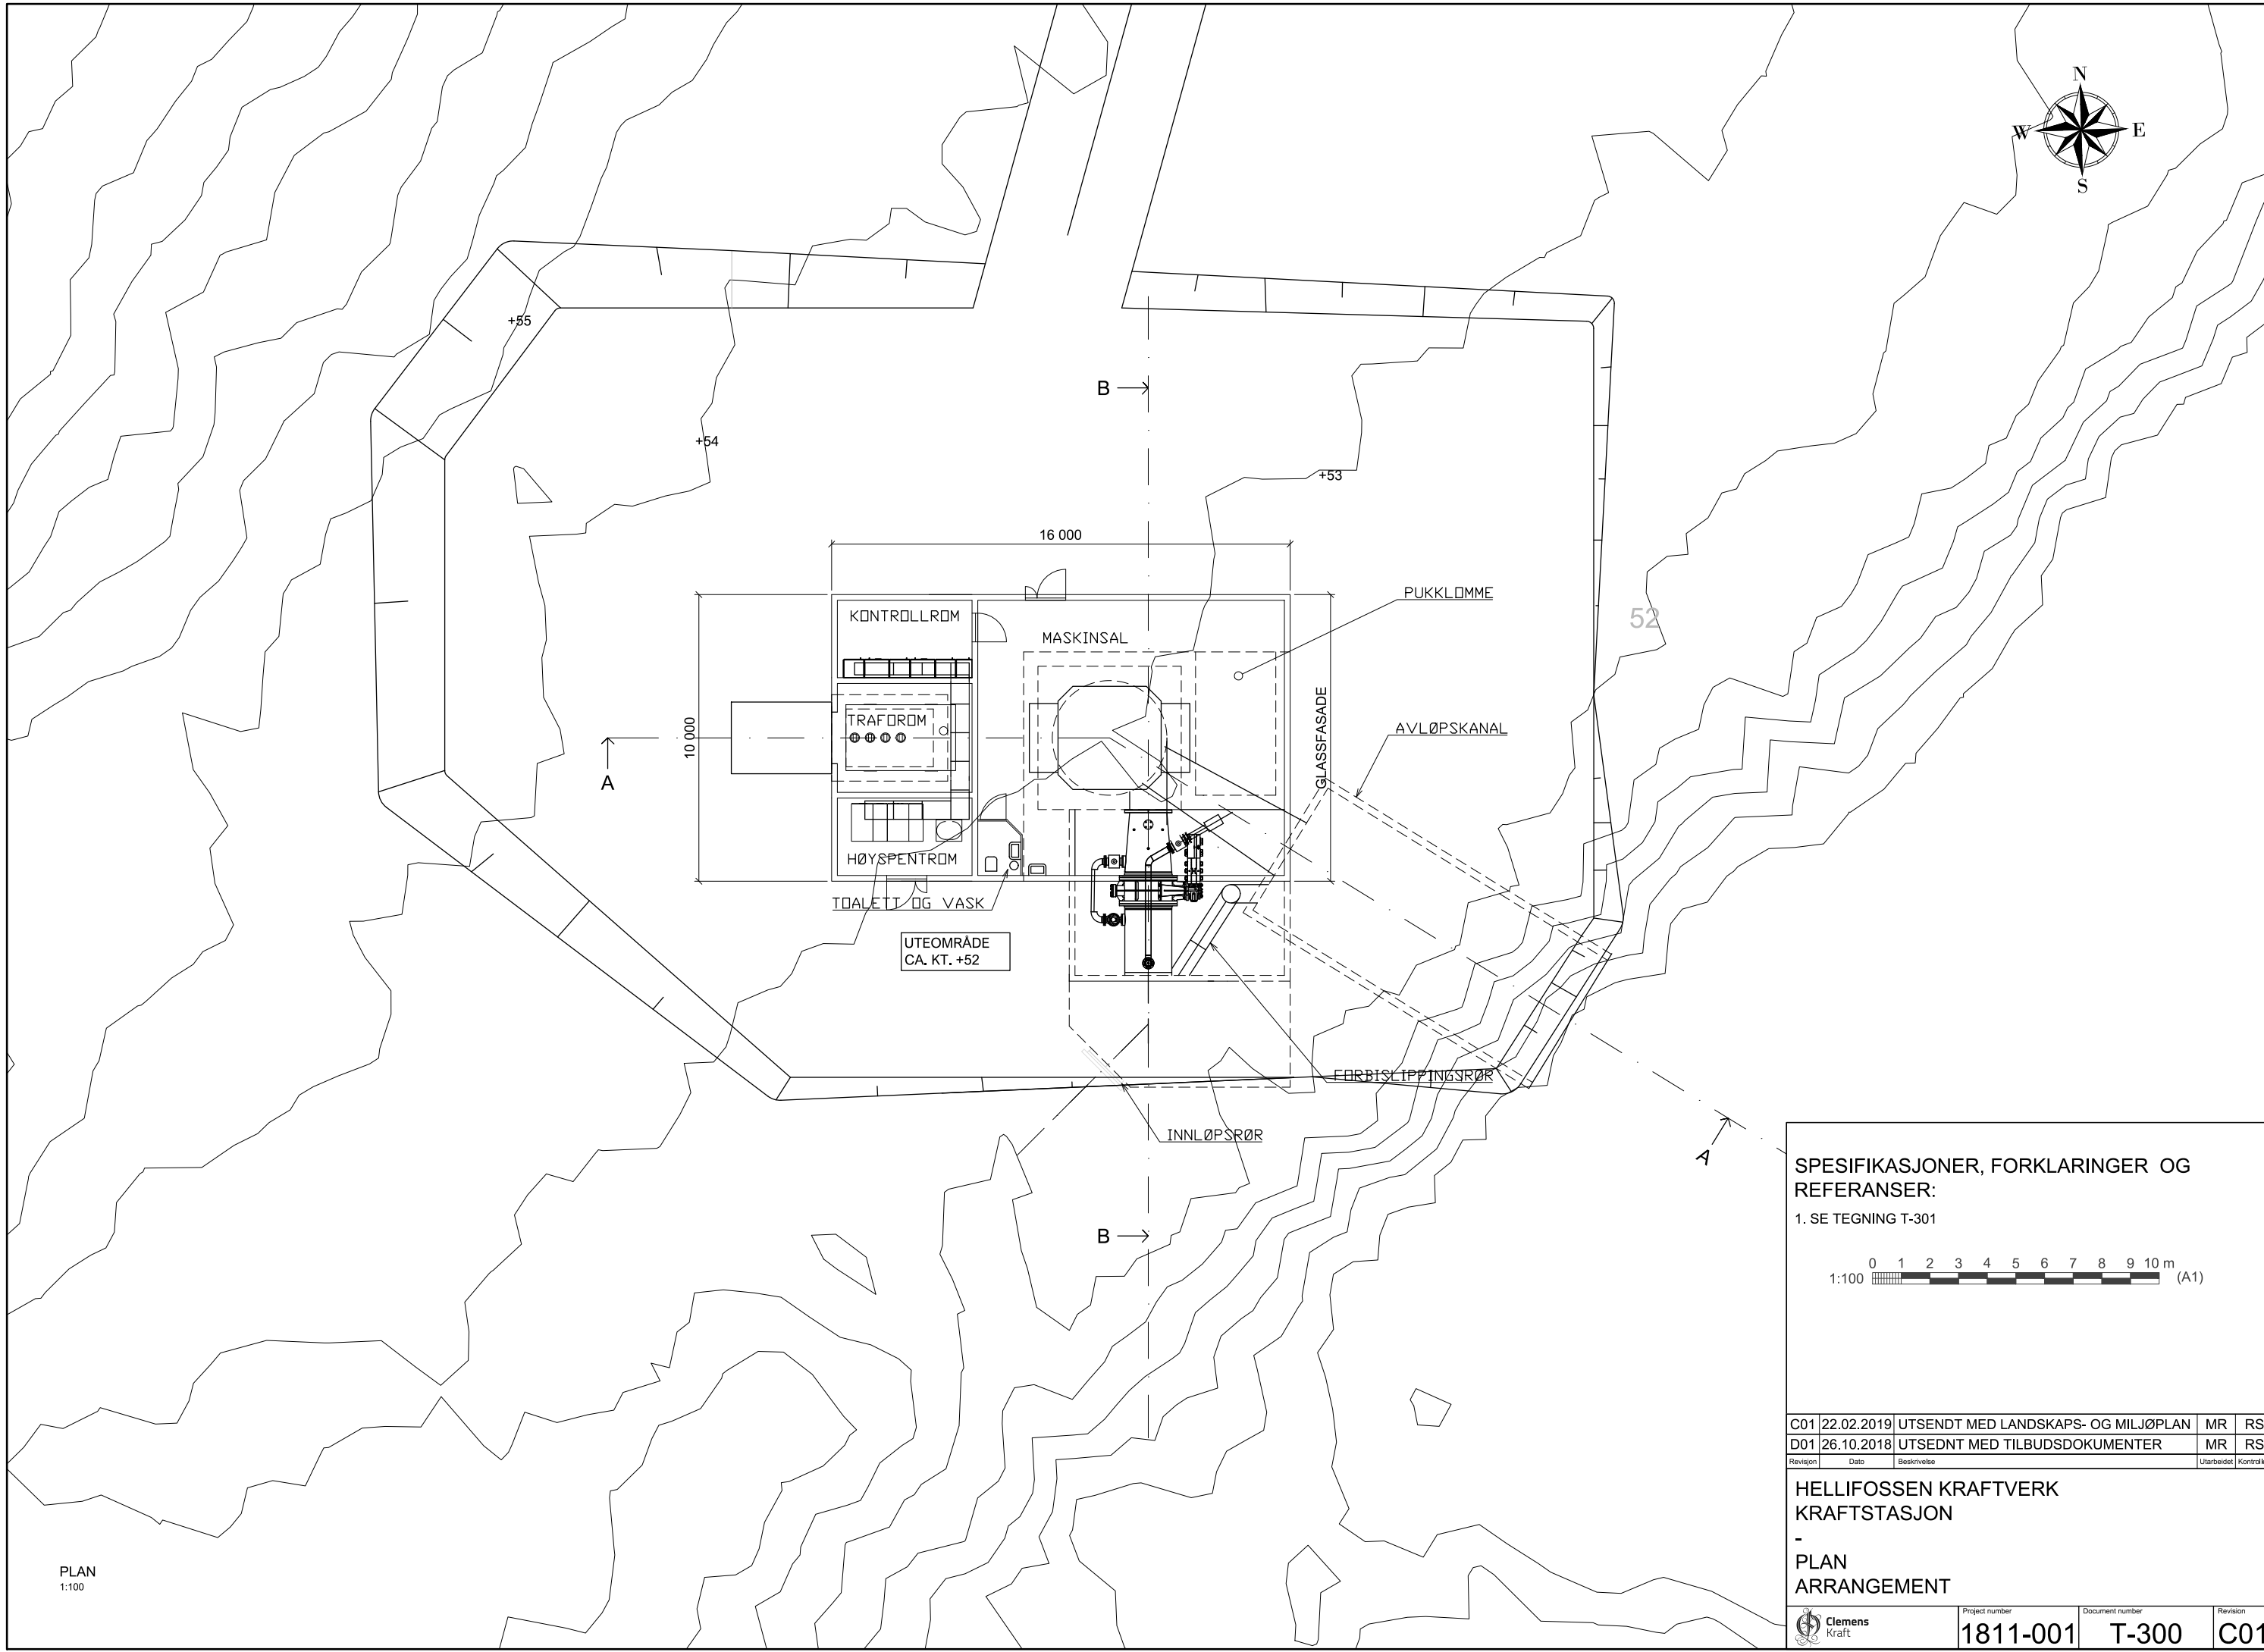 N
W
E
S
+55
B
+54
+53
16 000
PUKKLOMME
KONTROLLROM
52
MASKINSAL
GLASSFASADE
TRAFOROM
10 000
AVLØPSKANAL
A
HØYSPENTROM
TOALETT OG VASK
UTEOMRÅDE
CA. KT. +52
FORBISLIPPINGSRØR
INNLØPSRØR
A
B
SPESIFIKASJONER, FORKLARINGER OG
REFERANSER:
1. SE TEGNING T-301
0 1 2 3 4 5 6 7 8 9 10 m
1:100
(A1)
C01 22.02.2019 UTSENDT MED LANDSKAPS- OG MILJØPLAN MR RS
D01 26.10.2018 UTSEDNT MED TILBUDSDOKUMENTER MR RS
Revisjon Dato Beskrivelse Utarbeidet
HELLIFOSSEN KRAFTVERK
KRAFTSTASJON
-
PLAN
ARRANGEMENT
PLAN
1:100
Clemens
Kraft
Project number Document number Revision
1811-001 T-300 C01